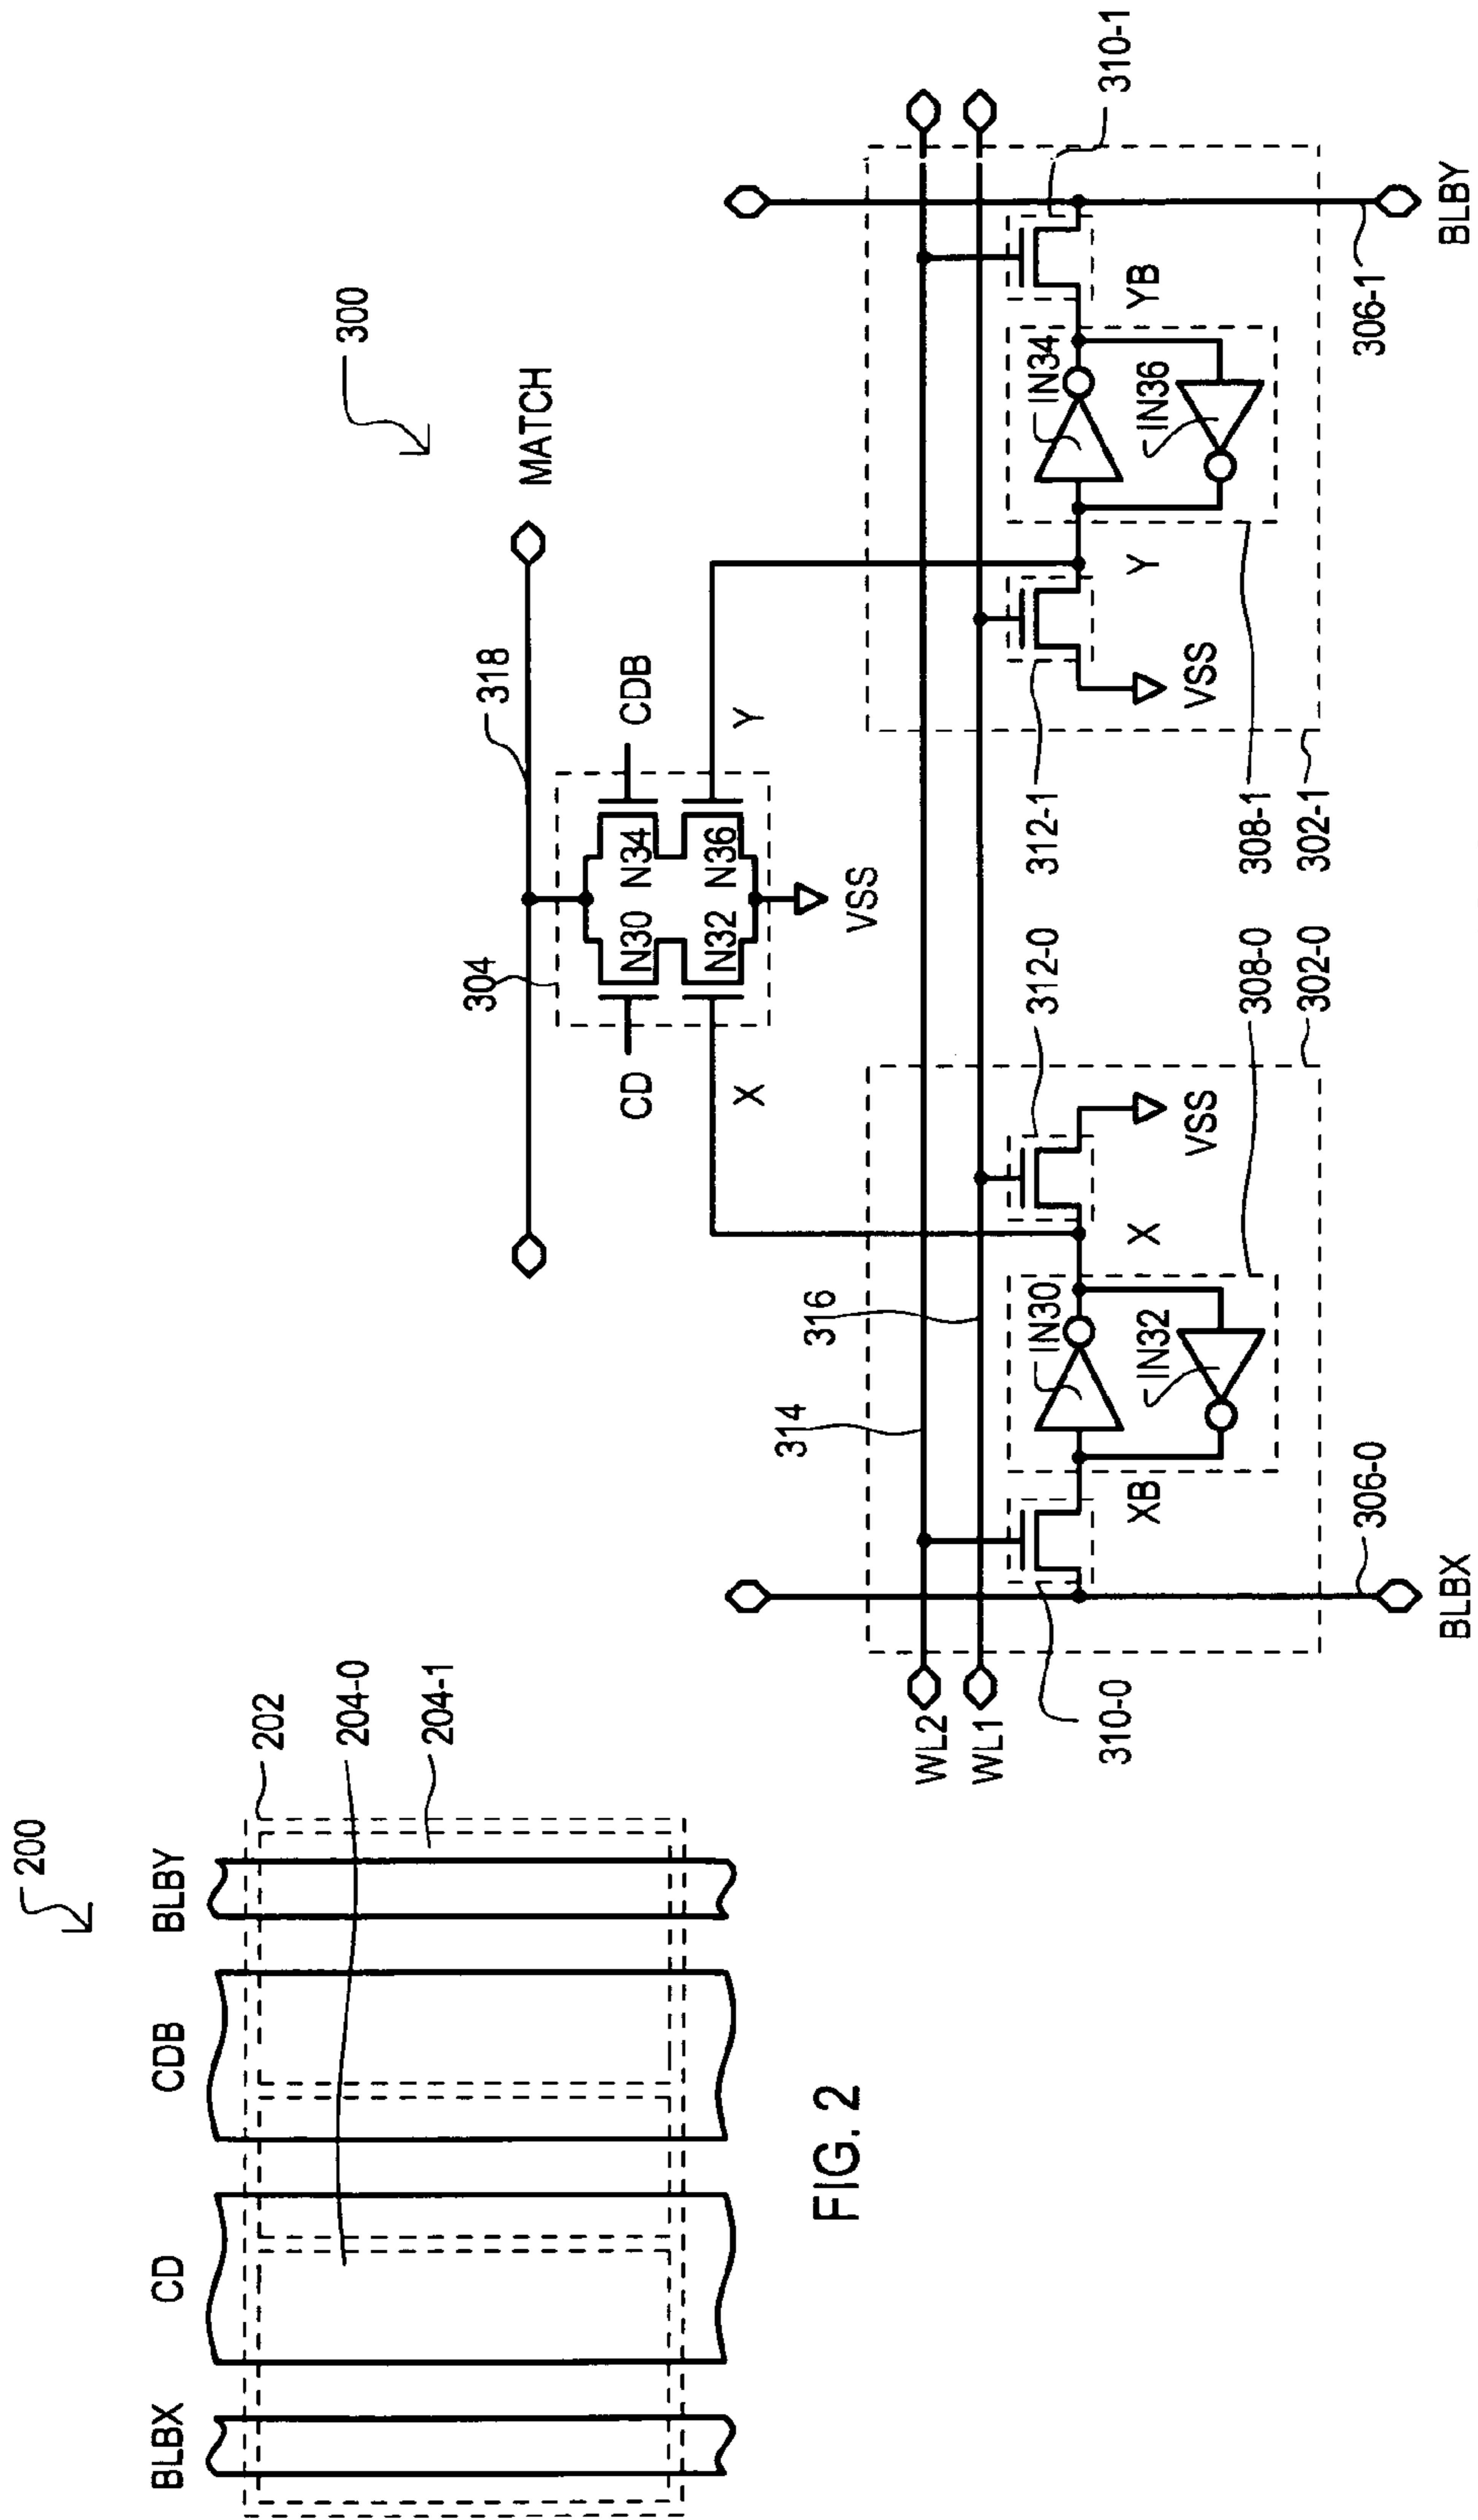 200
BLBX
CD
CDB
BLBY
202
204-0
204-1
FIG. 2
300
MATCH
318
304
CD
N30
N34
CDB
X
N32
N36
Y
VSS
314
316
WL2
WL1
310-0
XB
IN30
IN32
X
VSS
312-0
308-0
302-0
306-0
BLBX
312-1
308-1
302-1
VSS
Y
IN34
IN36
YB
310-1
306-1
BLBY